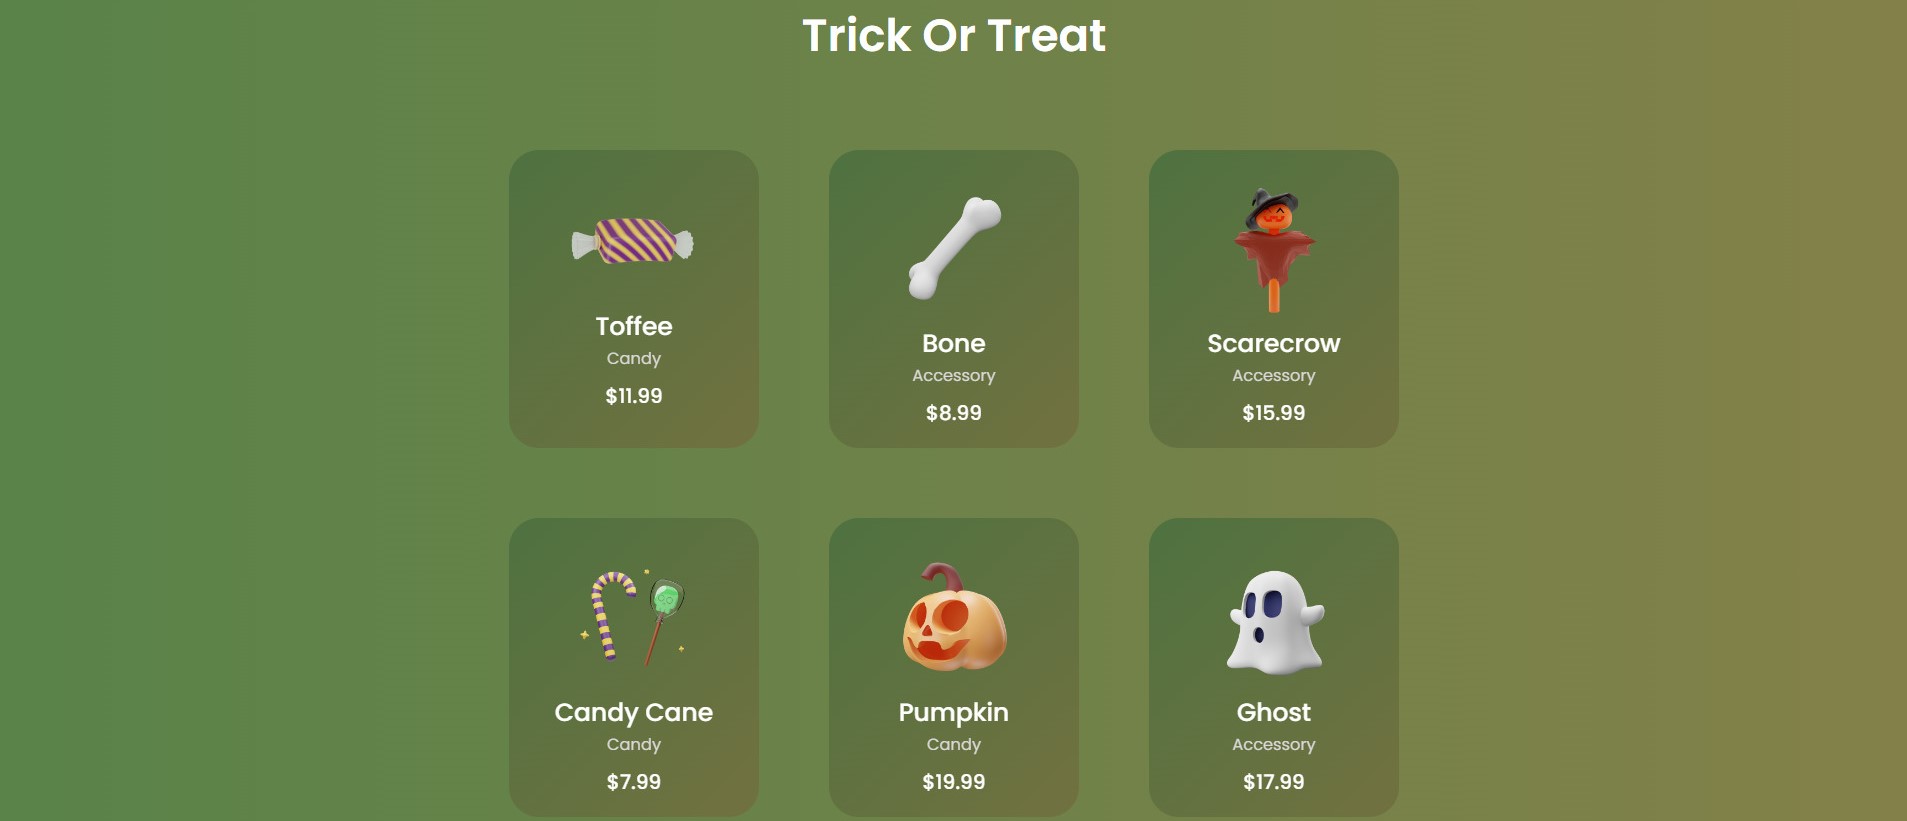 Trick Or Treat
Toffee
Candy
$11.99
Bone
Accessory
$8.99
Scarecrow
Accessory
$15.99
Candy Cane
Candy
$7.99
Pumpkin
Candy
$19.99
Ghost
Accessory
$17.99